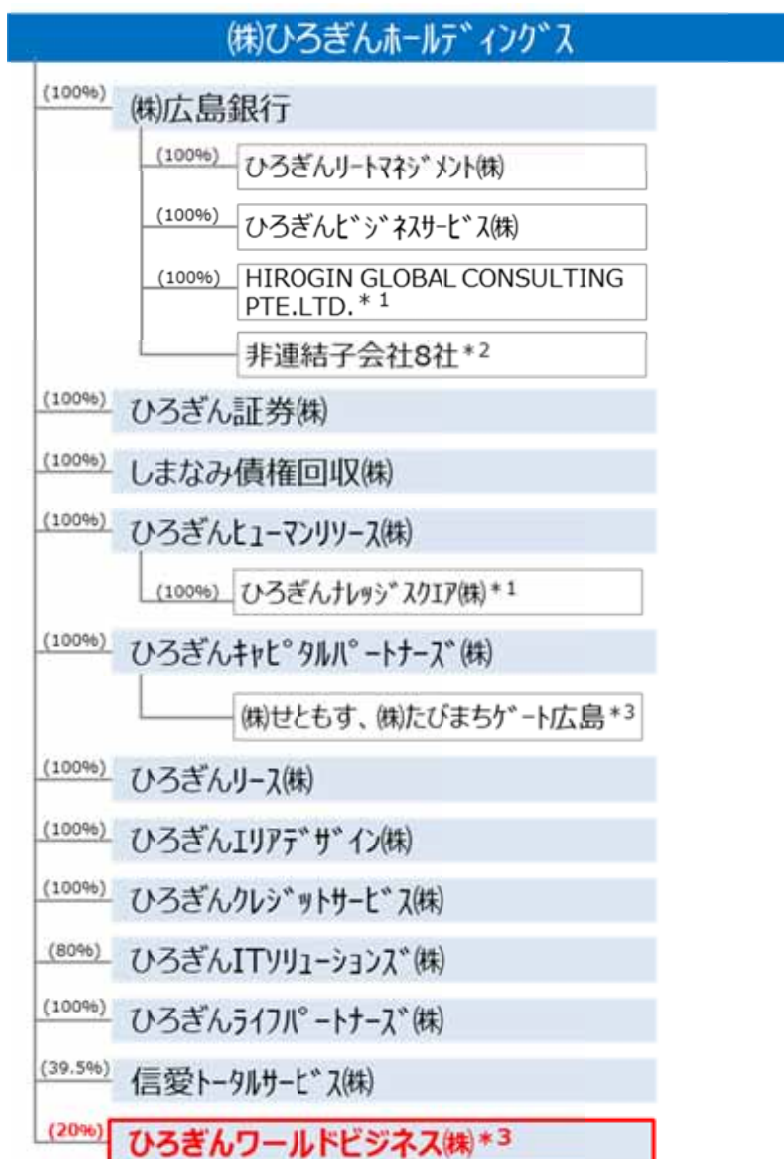 ㈱ひろぎんﾎｰﾙﾃﾞｨﾝｸﾞｽ
(100%)
㈱広島銀行
(100%)
ひろぎんﾘｰﾄﾏﾈｼﾞﾒﾝﾄ㈱
(100%)
ひろぎんﾋﾞｼﾞﾈｽｻｰﾋﾞｽ㈱
(100%)
HIROGIN GLOBAL CONSULTING
PTE.LTD.*1
非連結子会社8社*2
(100%)
ひろぎん証券㈱
(100%)
しまなみ債権回収㈱
(100%)
ひろぎんﾋｭｰﾏﾝﾘｿｰｽ㈱
(100%)
ひろぎんﾅﾚｯｼﾞｽｸｴｱ㈱*1
(100%)
ひろぎんｷｬﾋﾟﾀﾙﾊﾟｰﾄﾅｰｽﾞ㈱
㈱せともす、㈱たびまちｹﾞｰﾄ広島*3
(100%)
ひろぎんﾘｰｽ㈱
(100%)
ひろぎんｴﾘｱﾃﾞｻﾞｲﾝ㈱
(100%)
ひろぎんｸﾚｼﾞｯﾄｻｰﾋﾞｽ㈱
(80%)
ひろぎんITｿﾘｭｰｼｮﾝｽﾞ㈱
(100%)
ひろぎんﾗｲﾌﾊﾟｰﾄﾅｰｽﾞ㈱
(39.5%)
信愛ﾄｰﾀﾙｻｰﾋﾞｽ㈱
(20%)
ひろぎんワールドビジネス㈱*3